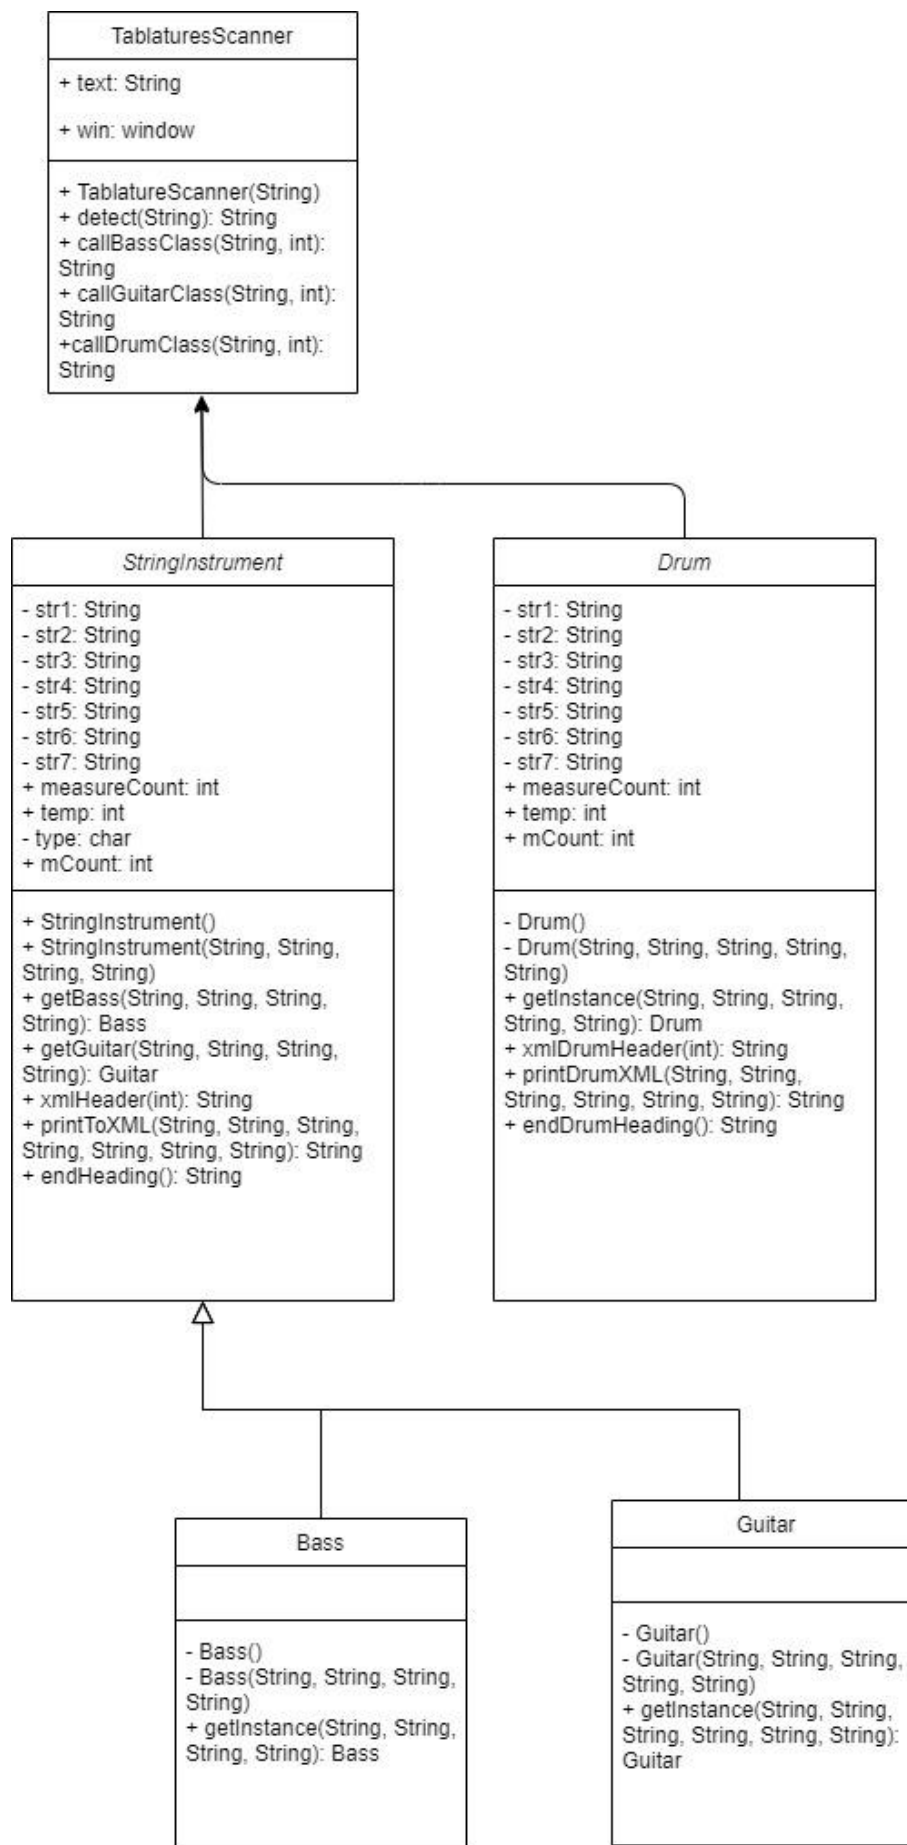 TablaturesScanner
+ text: String
+ win: window
+ TablatureScanner(String)
+ detect(String): String
+ callBassClass(String, int):
String
+ callGuitarClass(String, int):
String
+callDrumClass(String, int):
String
StringInstrument
- str1: String
- str2: String
- str3: String
- str4: String
- str5: String
- str6: String
- str7: String
+ measureCount: int
+ temp: int
- type: char
+ mCount: int
+ StringInstrument()
+ StringInstrument(String, String,
String, String)
+ getBass(String, String, String,
String): Bass
+ getGuitar(String, String, String,
String): Guitar
+ xmlHeader(int): String
+ printToXML(String, String, String,
String, String, String, String): String
+ endHeading(): String
Drum
- str1: String
- str2: String
- str3: String
- str4: String
- str5: String
- str6: String
- str7: String
+ measureCount: int
+ temp: int
+ mCount: int
- Drum()
- Drum(String, String, String, String,
String)
+ getInstance(String, String, String,
String, String): Drum
+ xmlDrumHeader(int): String
+ printDrumXML(String, String,
String, String, String, String): String
+ endDrumHeading(): String
Bass
- Bass()
- Bass(String, String, String,
String)
+ getInstance(String, String,
String, String): Bass
Guitar
- Guitar()
- Guitar(String, String, String,
String, String)
+ getInstance(String, String,
String, String, String, String):
Guitar